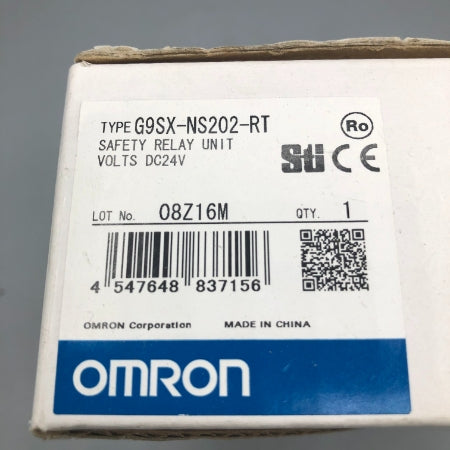 TYPE G9SX-NS202-RT
SAFETY RELAY UNIT
VOLTS DC24V
Ro
Sti CE
LOT No. 08Z16M QTY. 1
4 547648 837156
OMRON Corporation MADE IN CHINA
OMRON